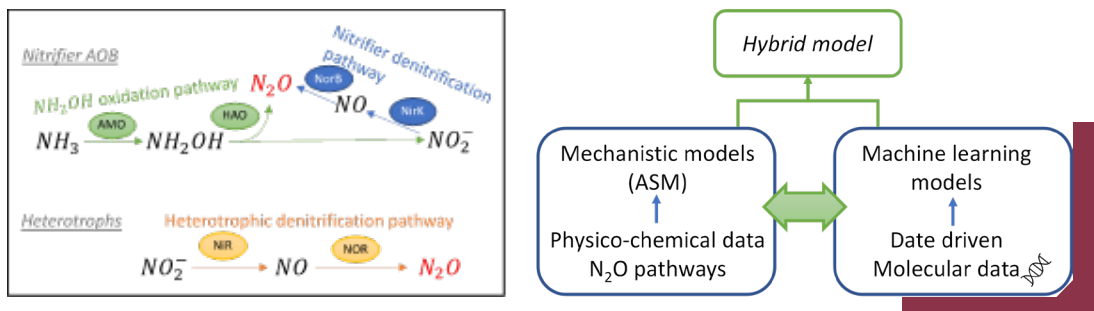 Nitrifier AOB
Nitrifier denitrification
pathway
NH₂OH oxidation pathway
N₂O
NorB
NO
NirK
AMO
HAO
NH₃
NH₂OH
NO₂⁻
Heterotrophs
Heterotrophic denitrification pathway
NiR
NOR
NO₂⁻
NO
N₂O
Hybrid model
Mechanistic models
(ASM)
Physico-chemical data
N₂O pathways
Machine learning
models
Date driven
Molecular data